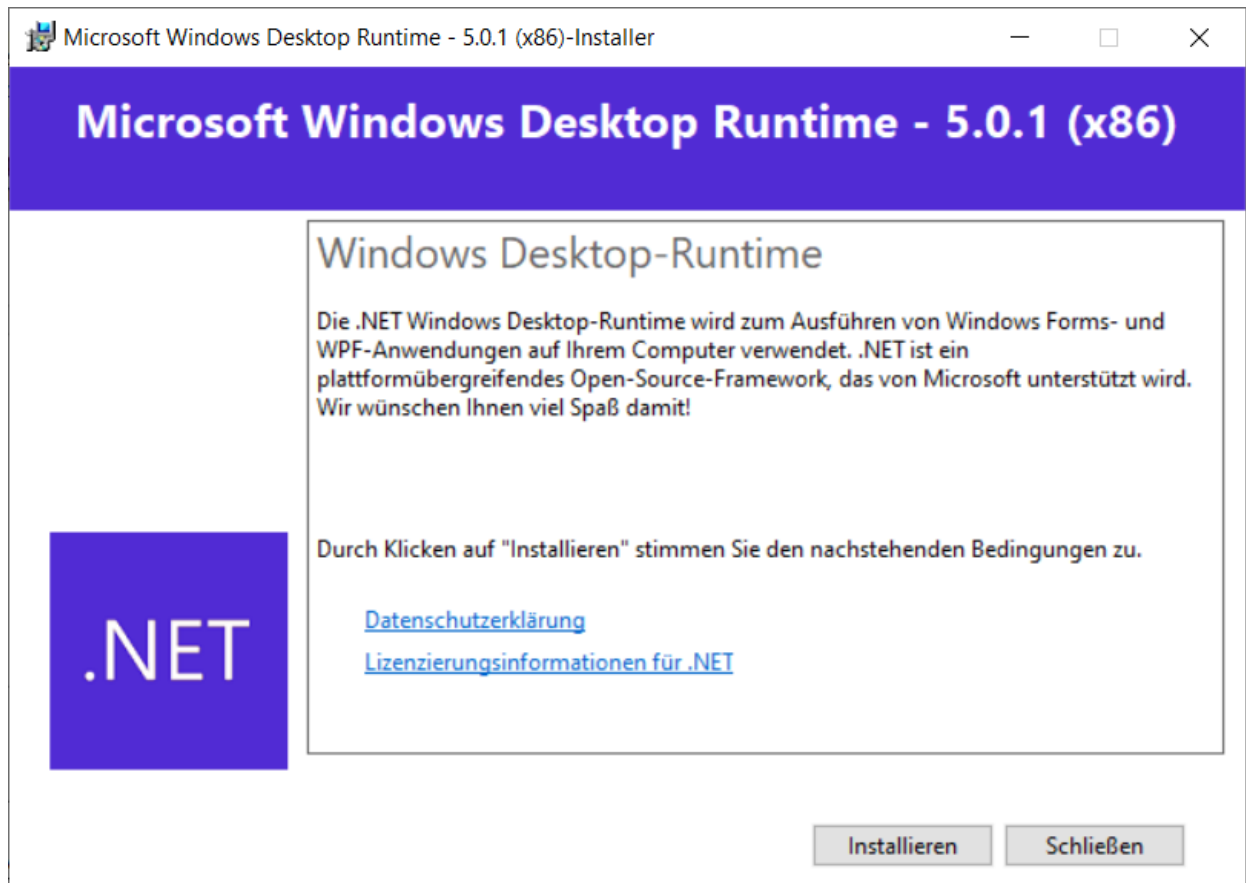 Microsoft Windows Desktop Runtime - 5.0.1 (x86)-Installer
Microsoft Windows Desktop Runtime - 5.0.1 (x86)
Windows Desktop-Runtime
Die .NET Windows Desktop-Runtime wird zum Ausführen von Windows Forms- und
WPF-Anwendungen auf Ihrem Computer verwendet. .NET ist ein
plattformübergreifendes Open-Source-Framework, das von Microsoft unterstützt wird.
Wir wünschen Ihnen viel Spaß damit!
Durch Klicken auf "Installieren" stimmen Sie den nachstehenden Bedingungen zu.
Datenschutzerklärung
Lizenzierungsinformationen für .NET
.NET
Installieren
Schließen